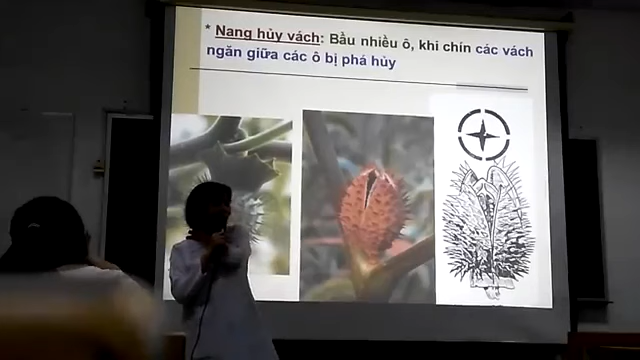 * Nang hủy vách: Bầu nhiều ô, khi chín các vách
ngăn giữa các ô bị phá hủy